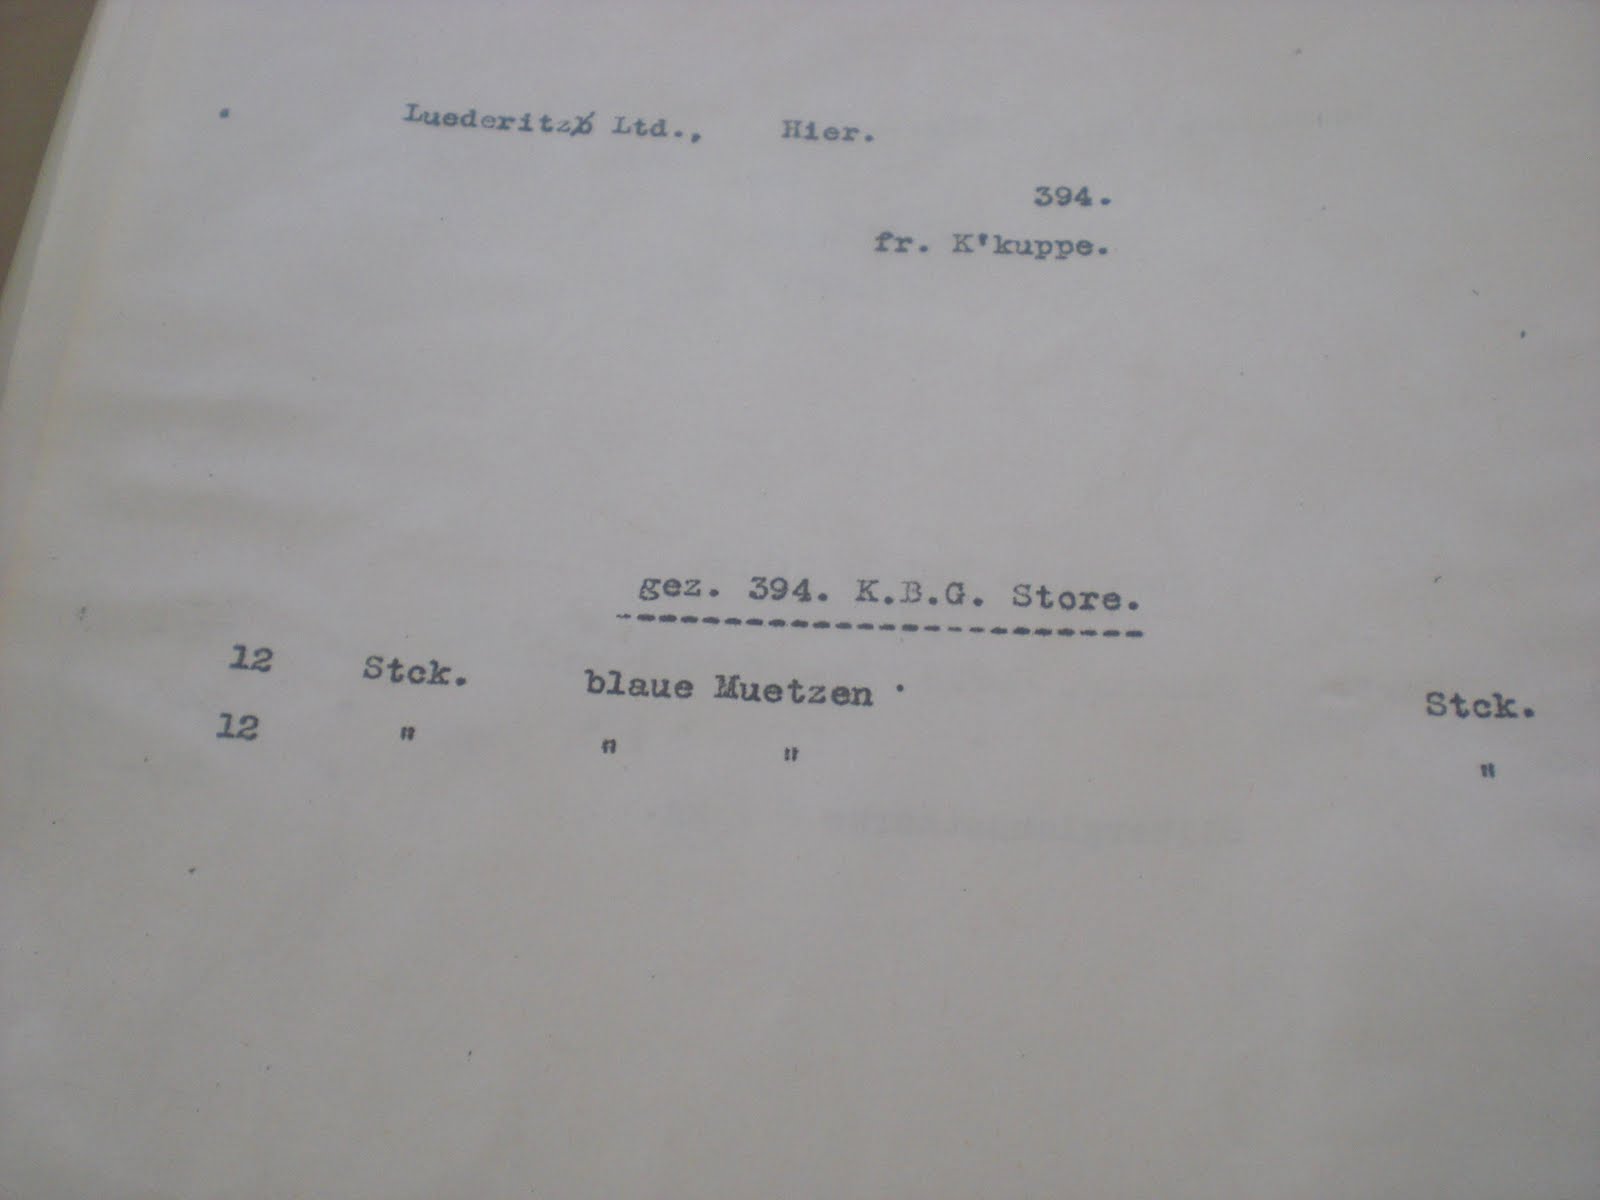 Luederitz Ltd., Hier.
394.
fr. K'kuppe.
gez. 394. K.B.G. Store.
12 Stck. blaue Muetzen Stck.
12 " " " "